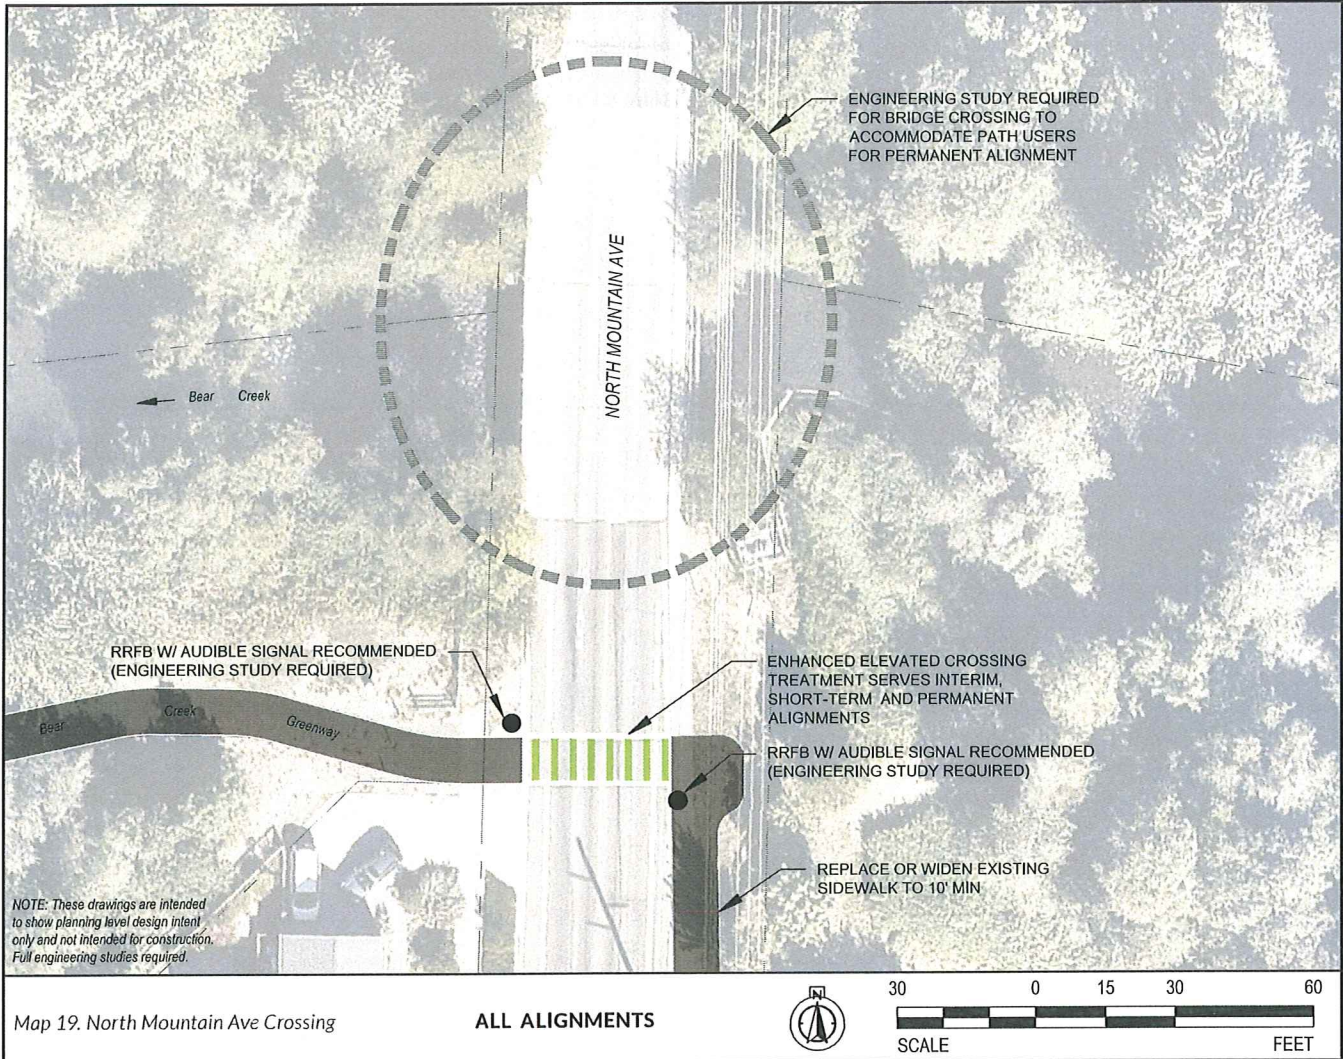 ENGINEERING STUDY REQUIRED
FOR BRIDGE CROSSING TO
ACCOMMODATE PATH USERS
FOR PERMANENT ALIGNMENT
NORTH MOUNTAIN AVE
Bear Creek
RRFB W/ AUDIBLE SIGNAL RECOMMENDED
(ENGINEERING STUDY REQUIRED)
ENHANCED ELEVATED CROSSING
TREATMENT SERVES INTERIM,
SHORT-TERM AND PERMANENT
ALIGNMENTS
Bear Creek Greenway
RRFB W/ AUDIBLE SIGNAL RECOMMENDED
(ENGINEERING STUDY REQUIRED)
REPLACE OR WIDEN EXISTING
SIDEWALK TO 10' MIN
NOTE: These drawings are intended
to show planning level design intent
only and not intended for construction.
Full engineering studies required.
Map 19. North Mountain Ave Crossing
ALL ALIGNMENTS
N
30 0 15 30 60
SCALE FEET